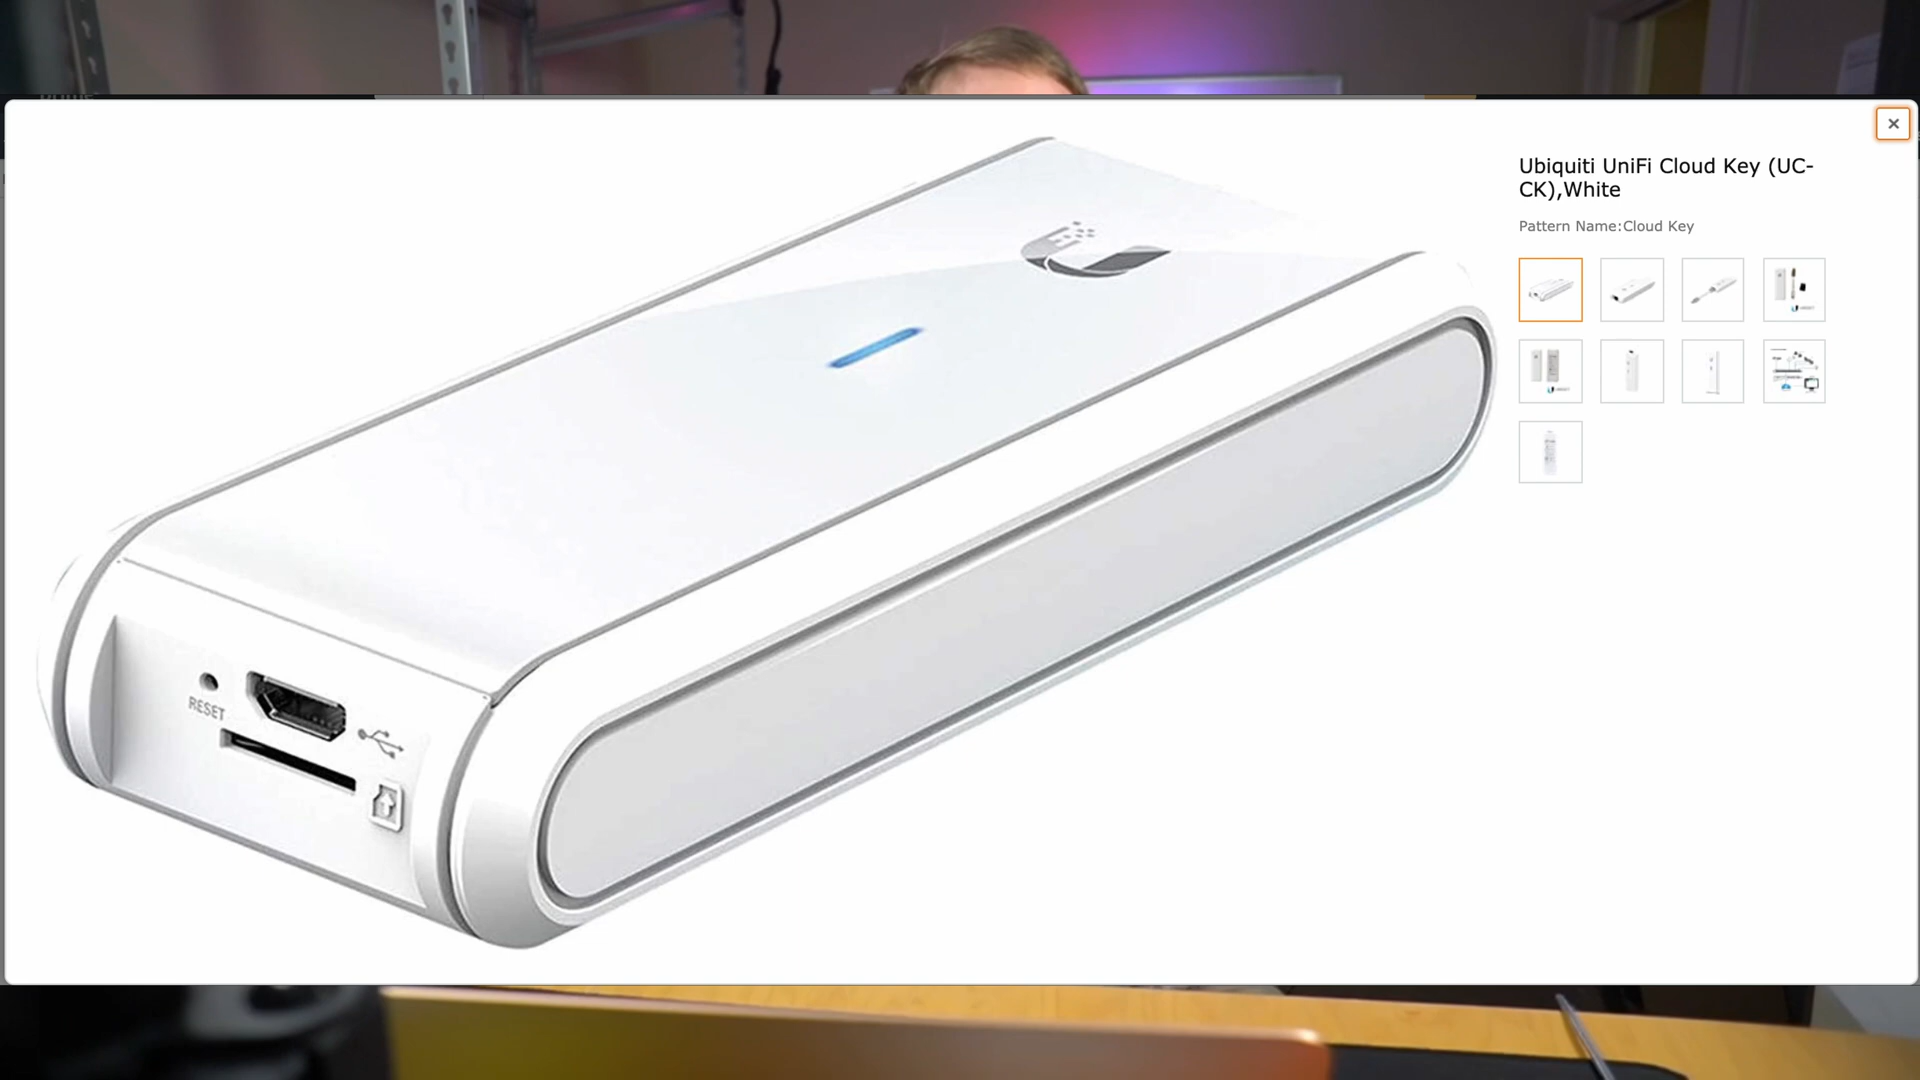 Ubiquiti UniFi Cloud Key (UC-
CK),White
Pattern Name:Cloud Key
RESET